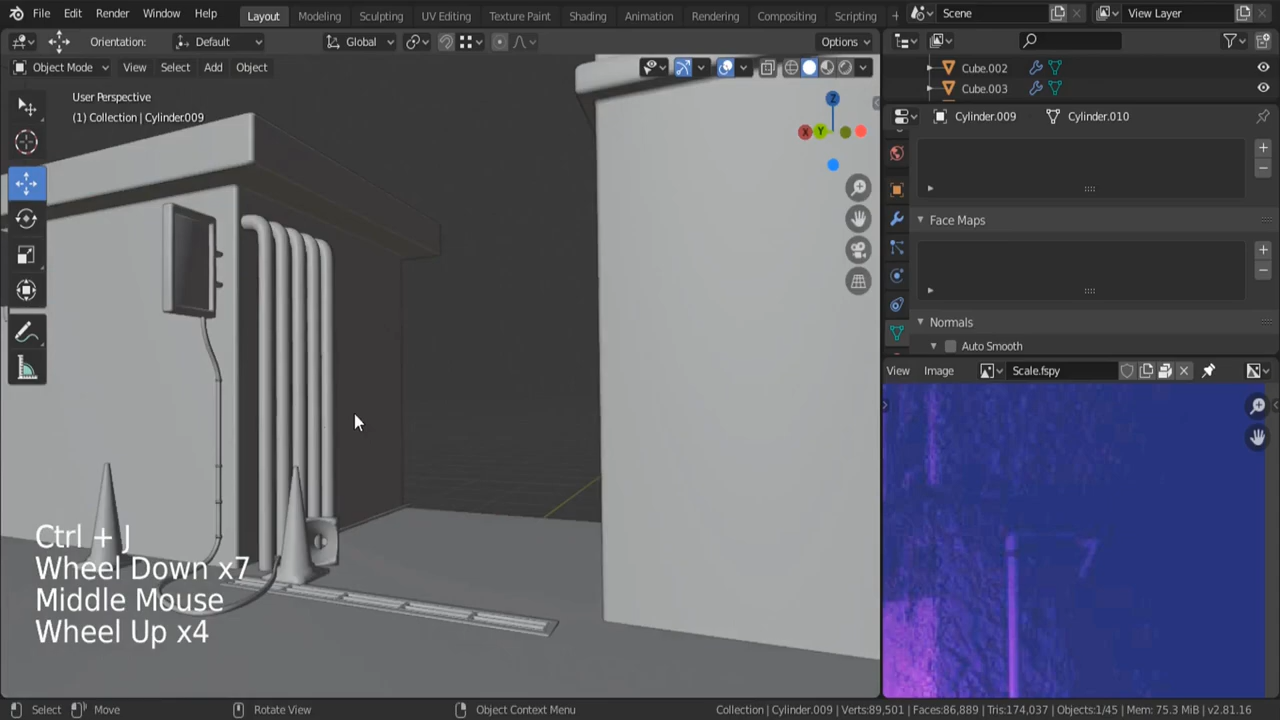 File Edit Render Window Help Layout Modeling Sculpting UV Editing Texture Paint Shading Animation Rendering Compositing Scripting + Scene View Layer
Orientation: Default Global Options
Object Mode View Select Add Object
Cube.002
Cube.003
User Perspective
(1) Collection | Cylinder.009
Cylinder.009 Cylinder.010
Z
X Y
Face Maps
Normals
Auto Smooth
View Image Scale.fspy
Ctrl + J
Wheel Down x7
Middle Mouse
Wheel Up x4
Select Move Rotate View Object Context Menu Collection | Cylinder.009 | Verts:89,501 | Faces:86,889 | Tris:174,037 | Objects:1/45 | Mem: 75.3 MiB | v2.81.16